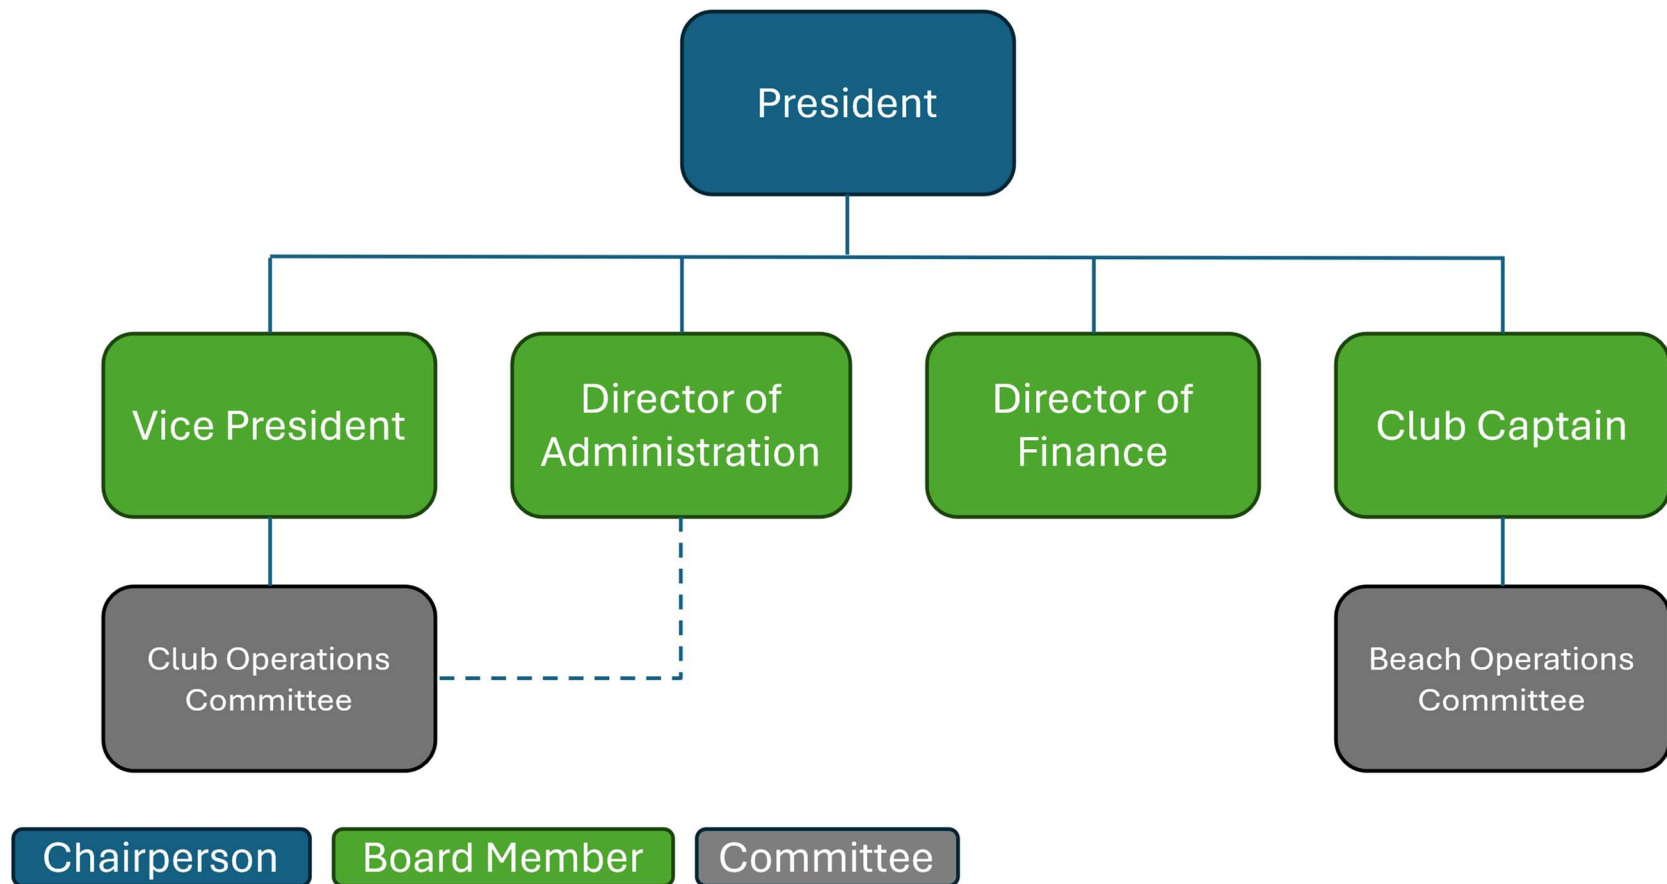 President
Vice President
Director of
Administration
Director of
Finance
Club Captain
Club Operations
Committee
Beach Operations
Committee
Chairperson
Board Member
Committee